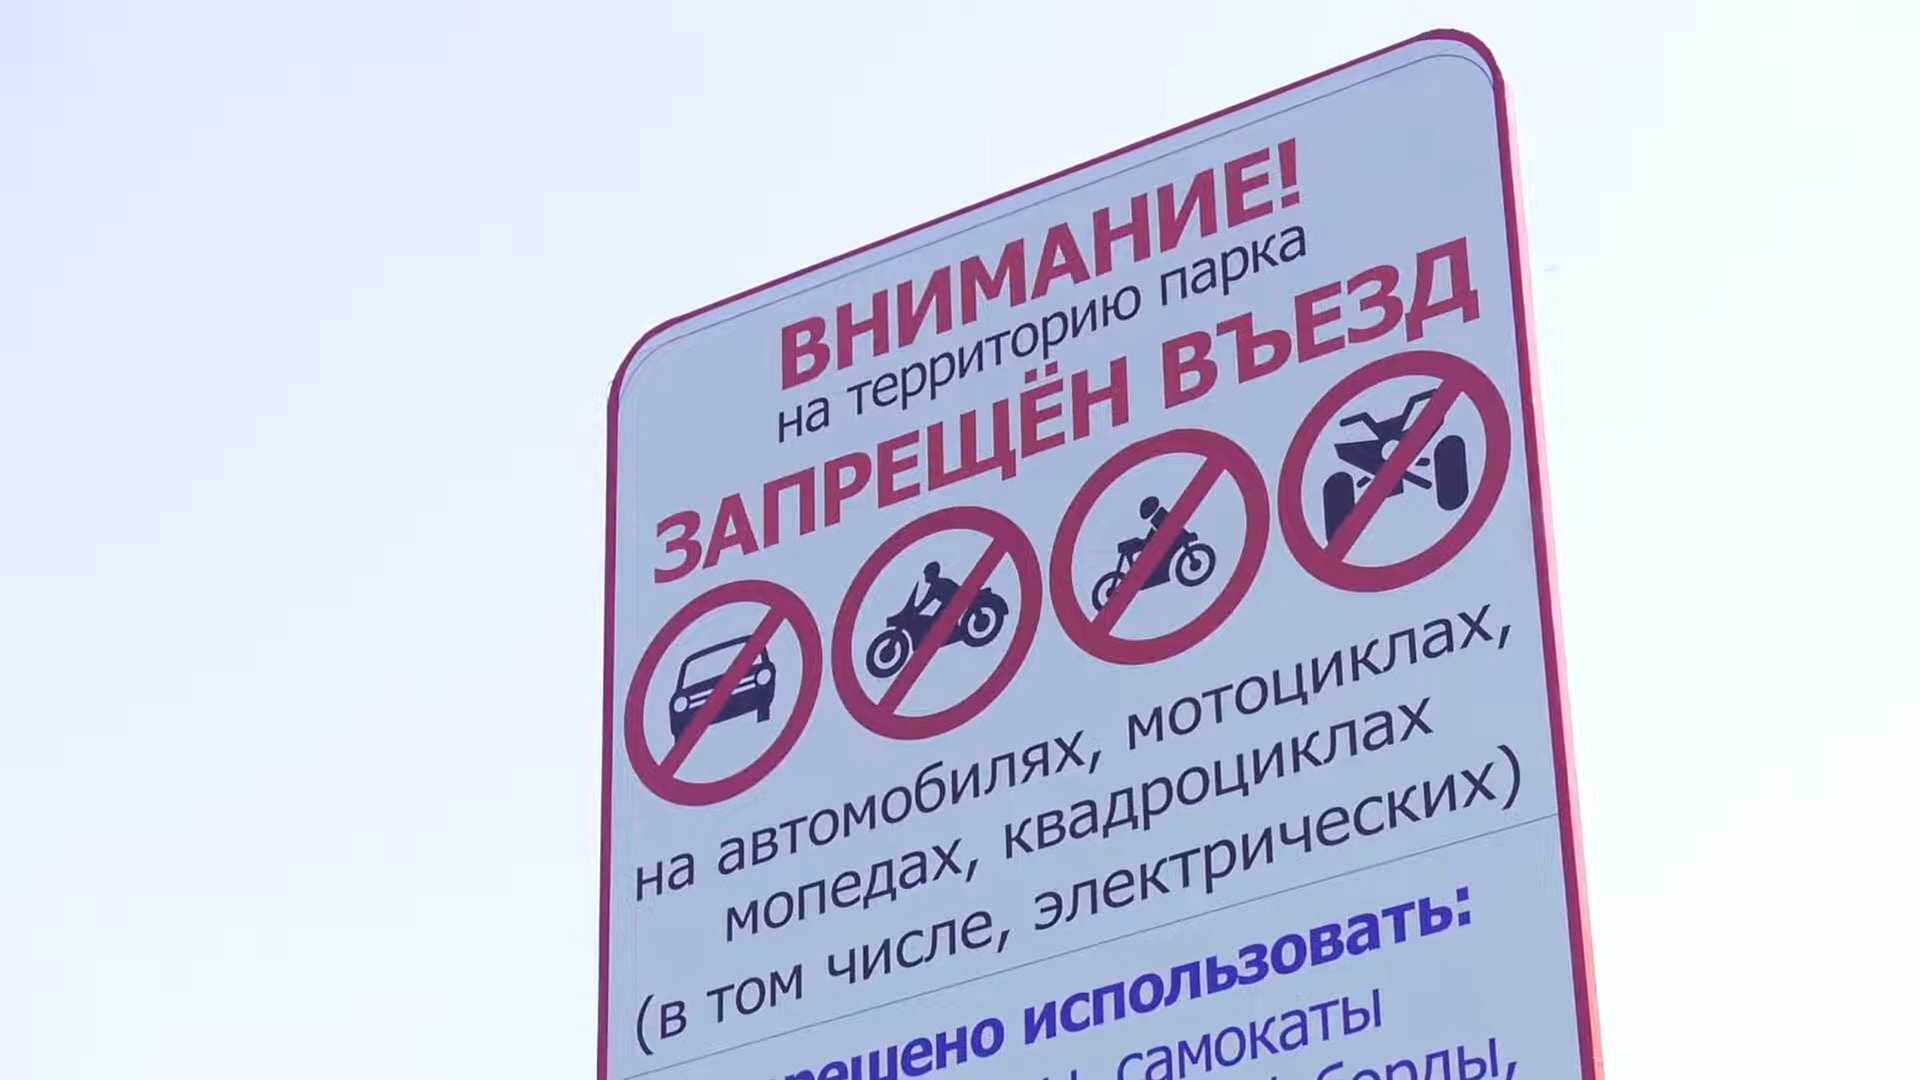 ВНИМАНИЕ!
на территорию парка
ЗАПРЕЩЁН ВЪЕЗД
на автомобилях, мотоциклах,
мопедах, квадроциклах
(в том числе, электрических)
использовать:
самокаты